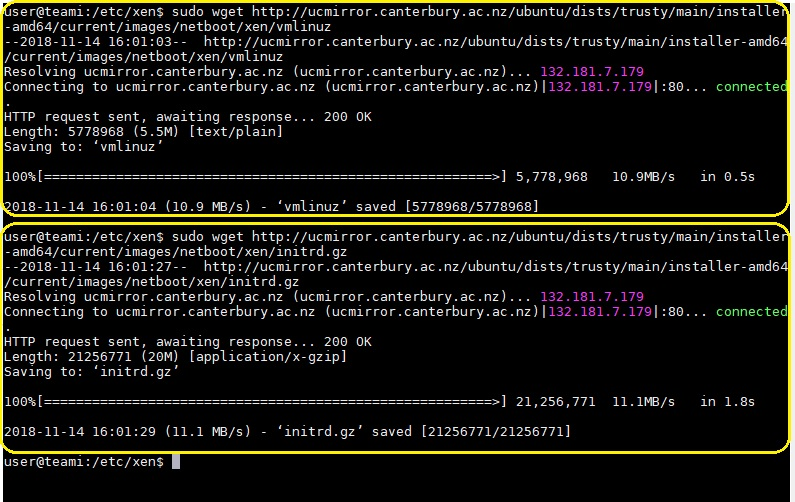 user@teami:/etc/xen$ sudo wget http://ucmirror.canterbury.ac.nz/ubuntu/dists/trusty/main/installer
-amd64/current/images/netboot/xen/vmlinuz
--2018-11-14 16:01:03--  http://ucmirror.canterbury.ac.nz/ubuntu/dists/trusty/main/installer-amd64
/current/images/netboot/xen/vmlinuz
Resolving ucmirror.canterbury.ac.nz (ucmirror.canterbury.ac.nz)... 132.181.7.179
Connecting to ucmirror.canterbury.ac.nz (ucmirror.canterbury.ac.nz)|132.181.7.179|:80... connected
.
HTTP request sent, awaiting response... 200 OK
Length: 5778968 (5.5M) [text/plain]
Saving to: ‘vmlinuz’
100%[========================================================>] 5,778,968   10.9MB/s   in 0.5s
2018-11-14 16:01:04 (10.9 MB/s) - ‘vmlinuz’ saved [5778968/5778968]
user@teami:/etc/xen$ sudo wget http://ucmirror.canterbury.ac.nz/ubuntu/dists/trusty/main/installer
-amd64/current/images/netboot/xen/initrd.gz
--2018-11-14 16:01:27--  http://ucmirror.canterbury.ac.nz/ubuntu/dists/trusty/main/installer-amd64
/current/images/netboot/xen/initrd.gz
Resolving ucmirror.canterbury.ac.nz (ucmirror.canterbury.ac.nz)... 132.181.7.179
Connecting to ucmirror.canterbury.ac.nz (ucmirror.canterbury.ac.nz)|132.181.7.179|:80... connected
.
HTTP request sent, awaiting response... 200 OK
Length: 21256771 (20M) [application/x-gzip]
Saving to: ‘initrd.gz’
100%[========================================================>] 21,256,771  11.1MB/s   in 1.8s
2018-11-14 16:01:29 (11.1 MB/s) - ‘initrd.gz’ saved [21256771/21256771]
user@teami:/etc/xen$